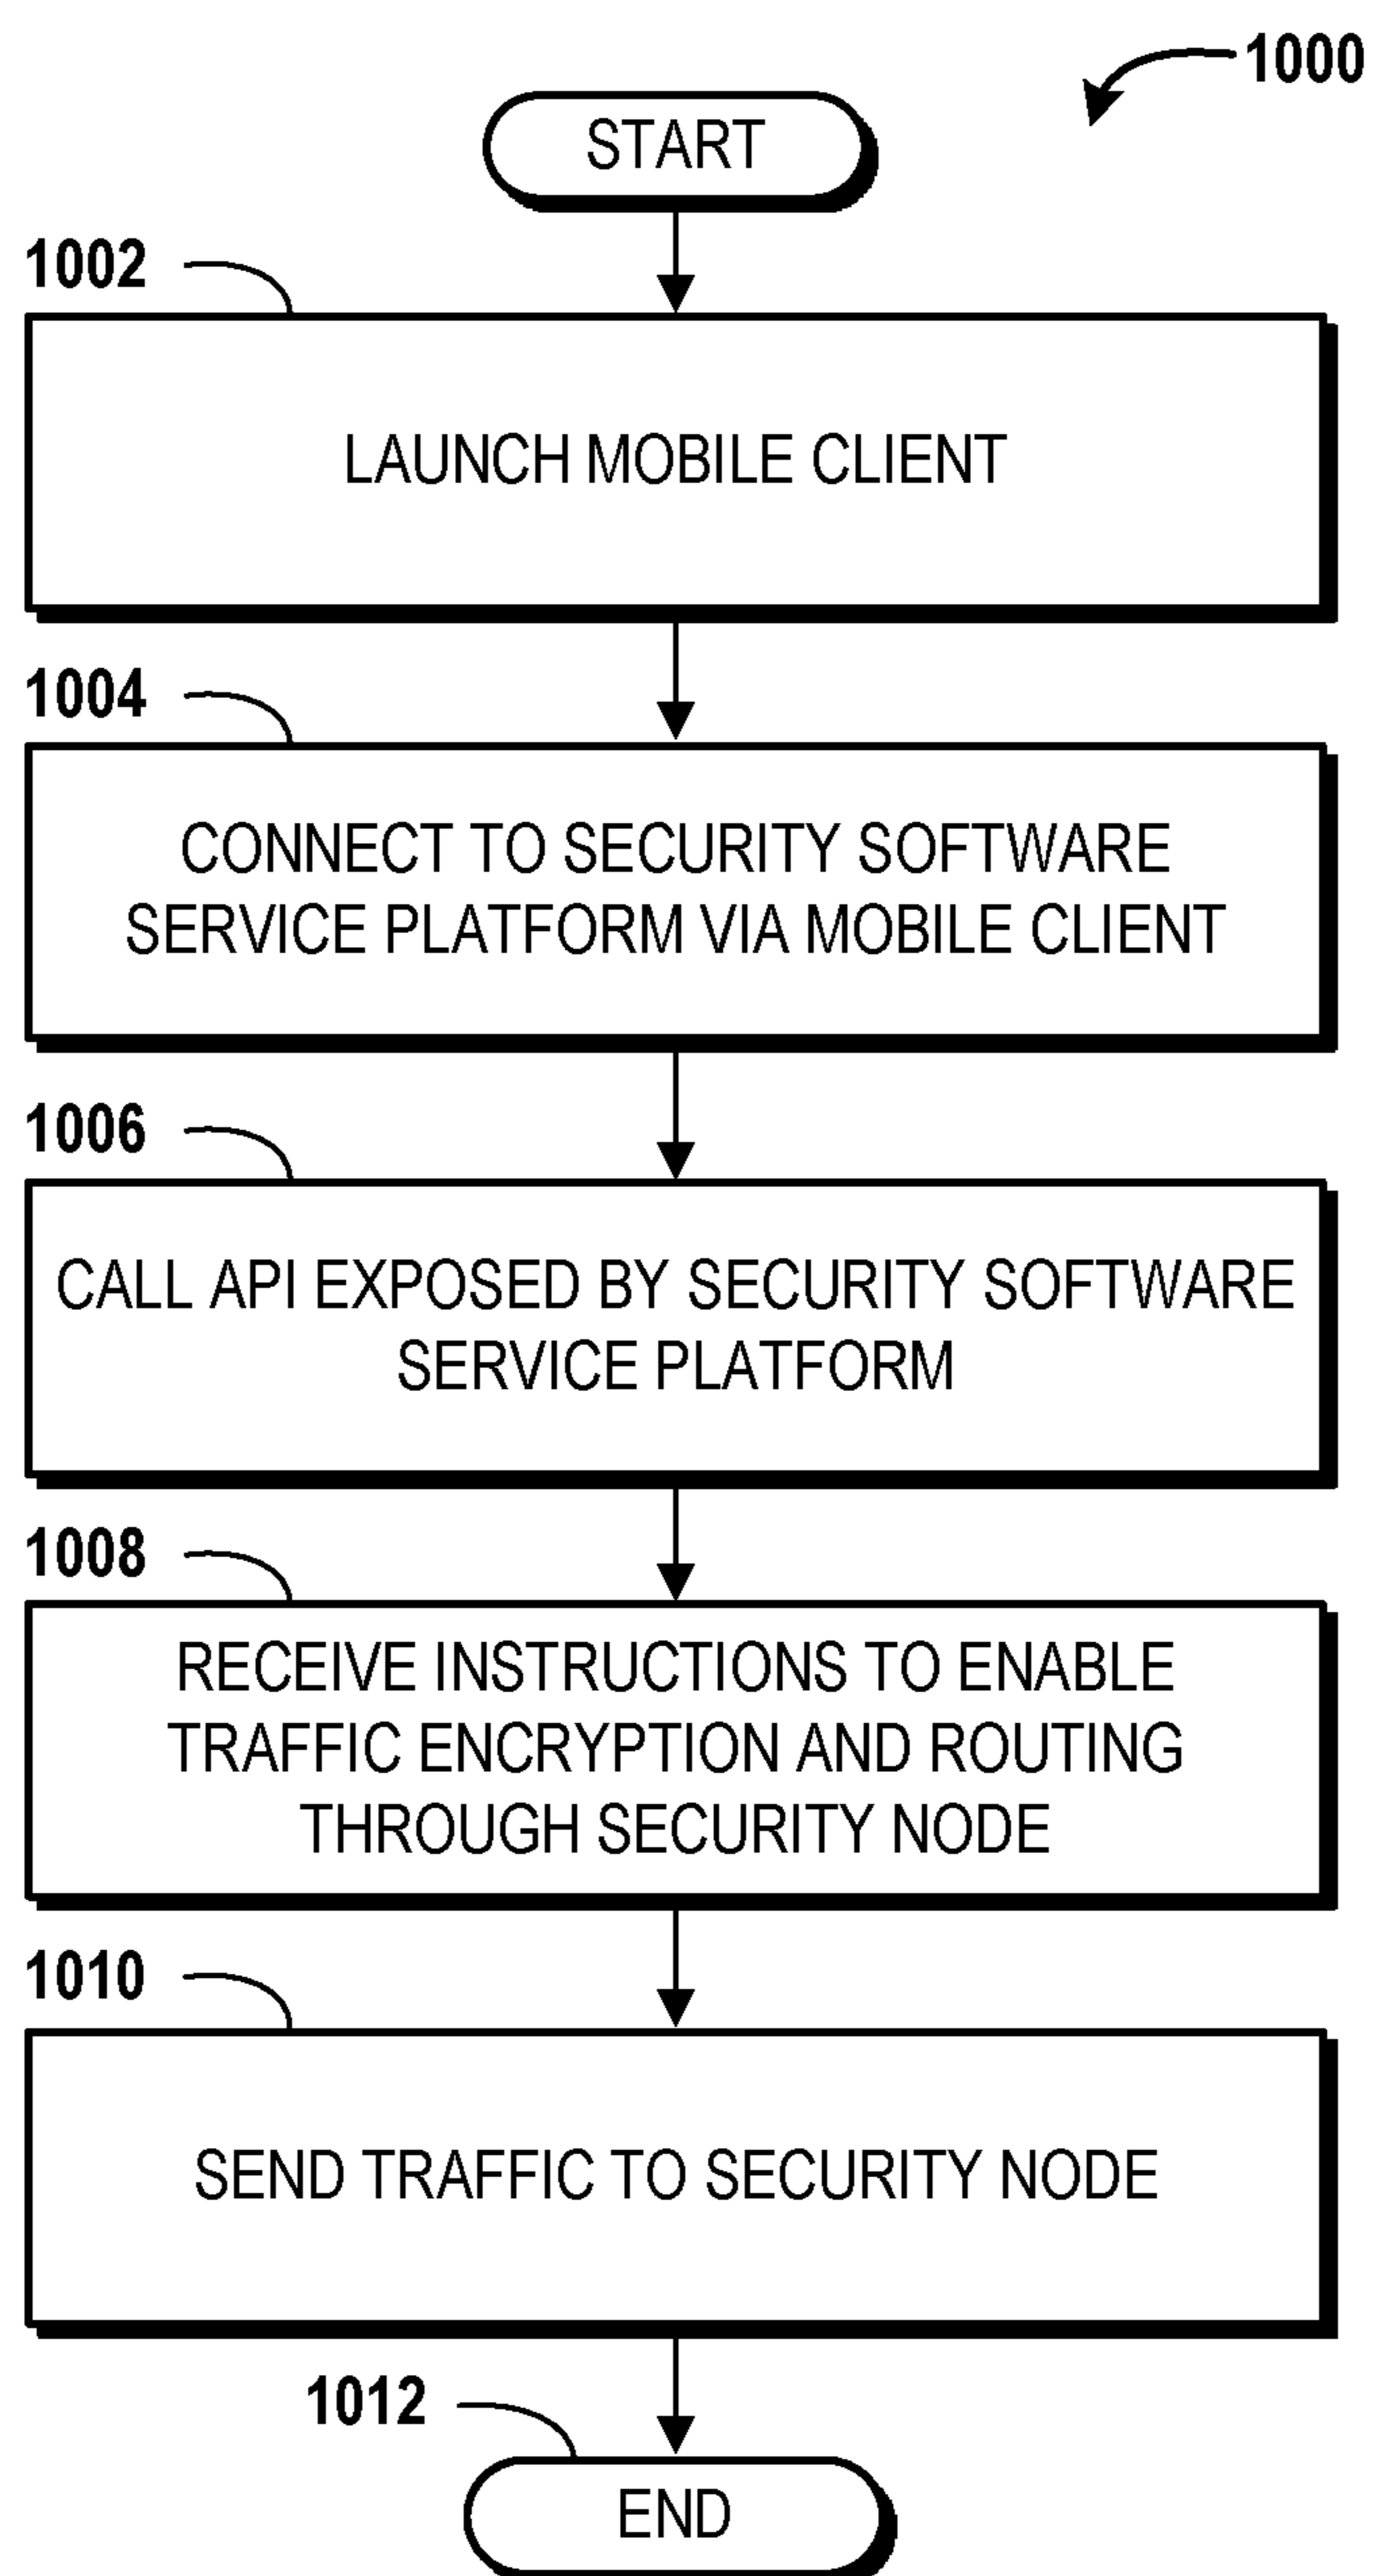 1000
START
1002
LAUNCH MOBILE CLIENT
1004
CONNECT TO SECURITY SOFTWARE
SERVICE PLATFORM VIA MOBILE CLIENT
1006
CALL API EXPOSED BY SECURITY SOFTWARE
SERVICE PLATFORM
1008
RECEIVE INSTRUCTIONS TO ENABLE
TRAFFIC ENCRYPTION AND ROUTING
THROUGH SECURITY NODE
1010
SEND TRAFFIC TO SECURITY NODE
1012
END